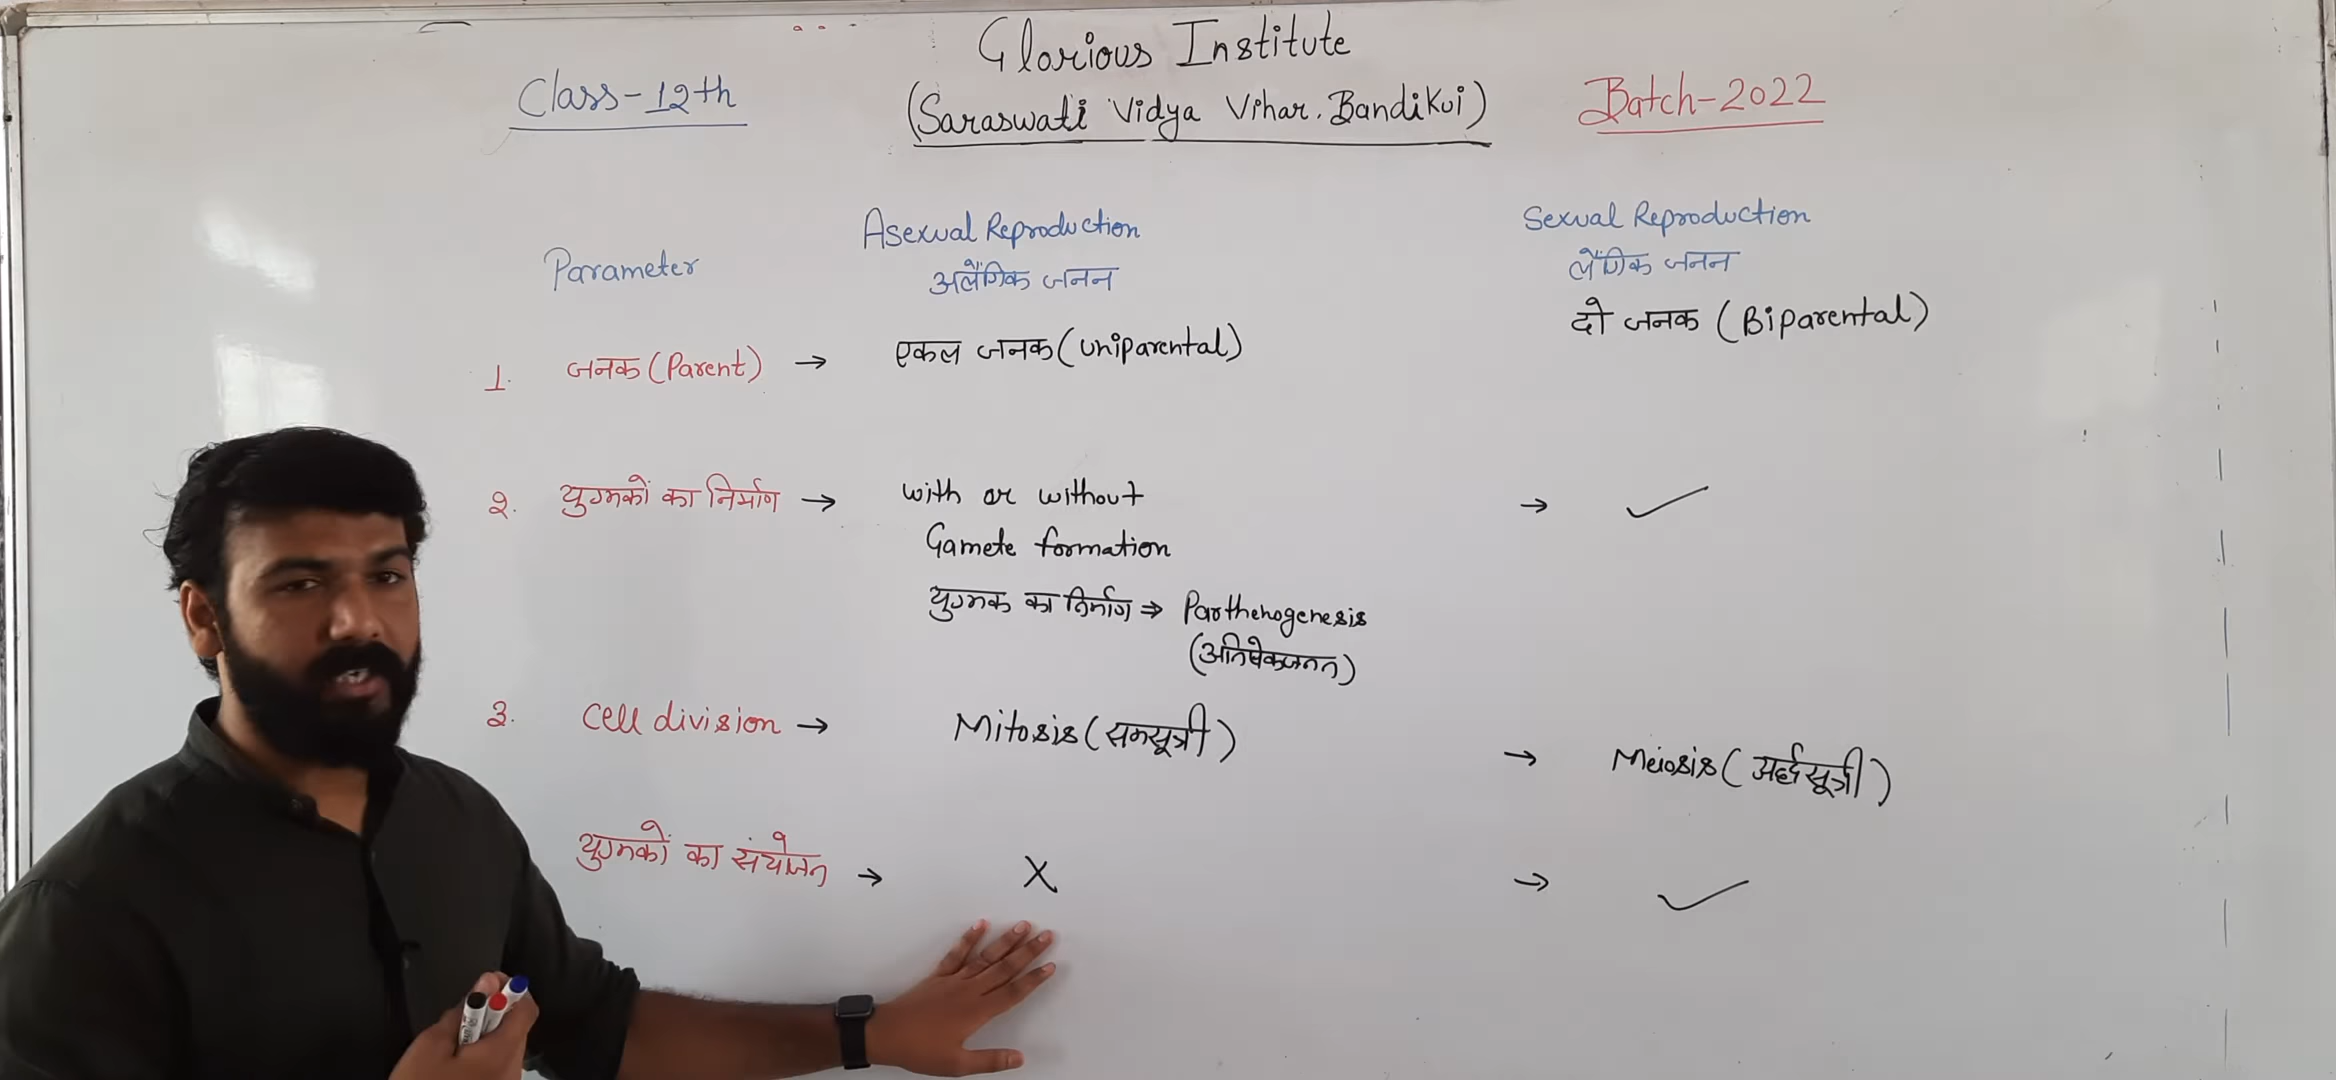 Glorious Institute
Class-12th
(Saraswati Vidya Vihar. Bandikui)
Batch-2022
Parameter
Asexual Reproduction
अलैंगिक जनन
Sexual Reproduction
लैंगिक जनन
1. जनक (Parent) → एकल जनक (Uniparental)
दो जनक (Biparental)
२. युग्मकों का निर्माण → with or without
Gamete formation
→ ✓
युग्मक का निर्माण ⇒ Parthenogenesis
(अनिषेकजनन)
३. Cell division → Mitosis (समसूत्री)
→ Meiosis (अर्द्धसूत्री)
युग्मकों का संयोजन → X
→ ✓